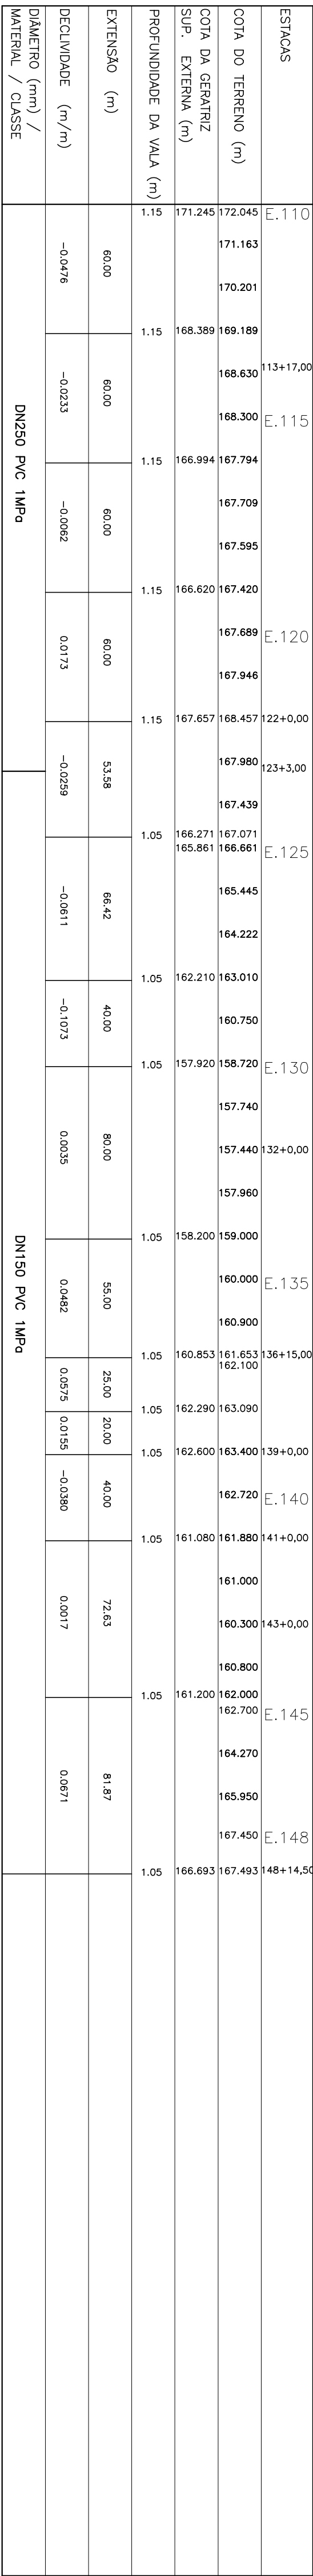 ESTACAS
E.110 113+17,00 E.115 E.120 122+0,00 123+3,00 E.125 E.130 132+0,00 E.135 136+15,00 139+0,00 E.140 141+0,00 143+0,00 E.145 E.148 148+14,50
COTA DO TERRENO (m)
172.045 171.163 170.201 169.189 168.630 168.300 167.794 167.709 167.595 167.420 167.689 167.946 168.457 167.980 167.439 167.071 166.661 165.445 164.222 163.010 160.750 158.720 157.740 157.440 157.960 159.000 160.000 160.900 161.653 162.100 163.090 163.400 162.720 161.880 161.000 160.300 160.800 162.000 162.700 164.270 165.950 167.450 167.493
COTA DA GERATRIZ
SUP. EXTERNA (m)
171.245 168.389 166.994 166.620 167.657 166.271 165.861 162.210 157.920 158.200 160.853 162.290 162.600 161.080 161.200 166.693
PROFUNDIDADE DA VALA (m)
1.15 1.15 1.15 1.15 1.15 1.05 1.05 1.05 1.05 1.05 1.05 1.05 1.05 1.05 1.05
EXTENSÃO (m)
60.00 60.00 60.00 60.00 53.58 66.42 40.00 80.00 55.00 25.00 20.00 40.00 72.63 81.87
DECLIVIDADE (m/m)
-0.0476 -0.0233 -0.0062 0.0173 -0.0259 -0.0611 -0.1073 0.0035 0.0482 0.0575 0.0155 -0.0380 0.0017 0.0671
DIÂMETRO (mm) /
MATERIAL / CLASSE
DN250 PVC 1MPa DN150 PVC 1MPa